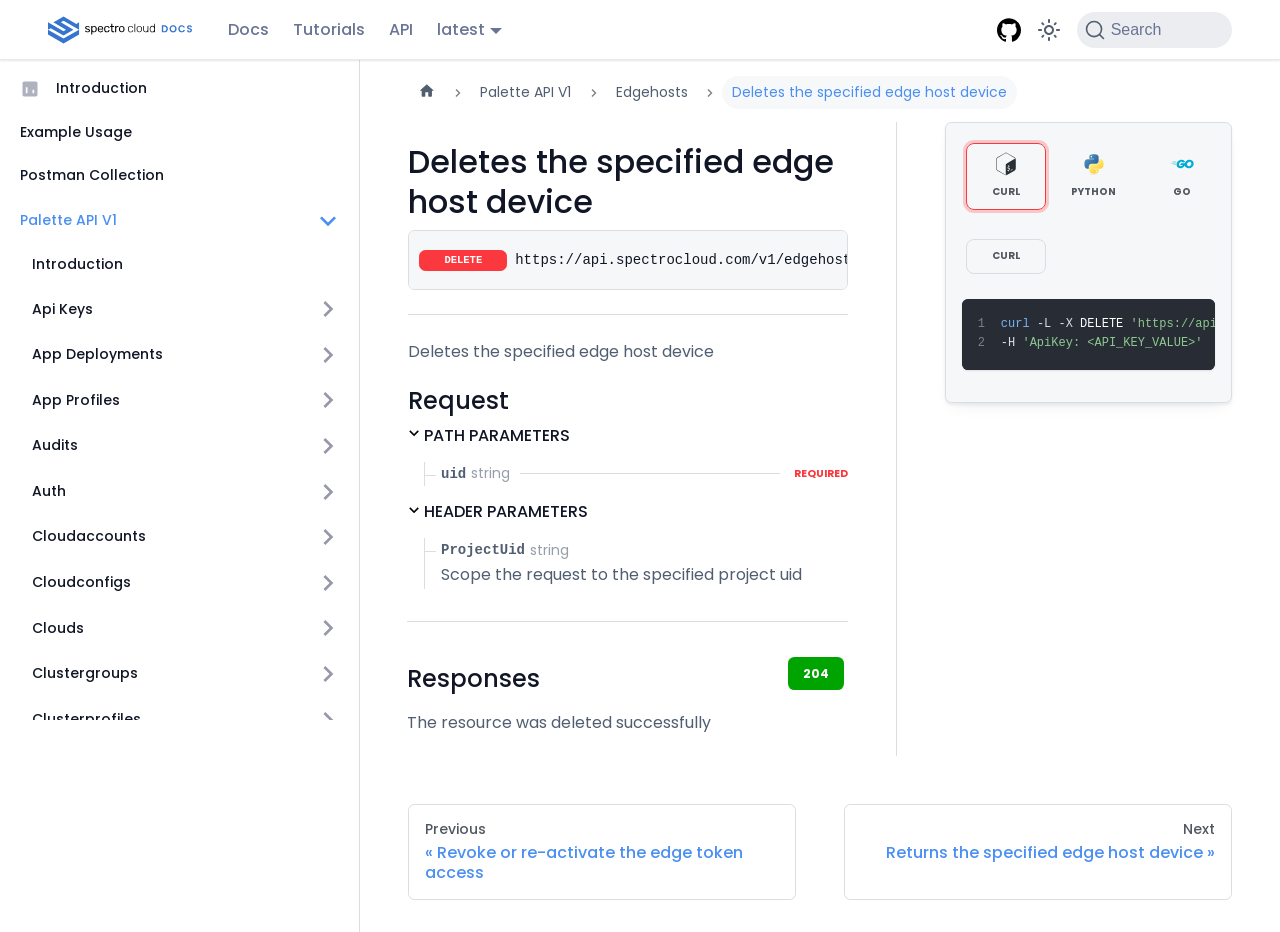 spectro cloud DOCS
Docs
Tutorials
API
latest
Search
Introduction
Example Usage
Postman Collection
Palette API V1
Introduction
Api Keys
App Deployments
App Profiles
Audits
Auth
Cloudaccounts
Cloudconfigs
Clouds
Clustergroups
Clusterprofiles
Palette API V1
Edgehosts
Deletes the specified edge host device
Deletes the specified edge
host device
DELETE https://api.spectrocloud.com/v1/edgehost
Deletes the specified edge host device
Request
PATH PARAMETERS
uid string REQUIRED
HEADER PARAMETERS
ProjectUid string
Scope the request to the specified project uid
Responses
204
The resource was deleted successfully
CURL
PYTHON
GO
GO
CURL
1 curl -L -X DELETE 'https://api
2 -H 'ApiKey: <API_KEY_VALUE>'
Previous
« Revoke or re-activate the edge token
access
Next
Returns the specified edge host device »